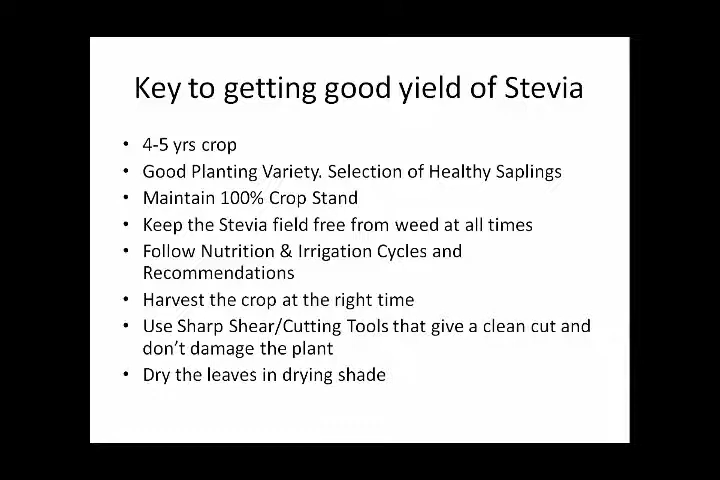 Key to getting good yield of Stevia
• 4-5 yrs crop
• Good Planting Variety. Selection of Healthy Saplings
• Maintain 100% Crop Stand
• Keep the Stevia field free from weed at all times
• Follow Nutrition & Irrigation Cycles and
Recommendations
• Harvest the crop at the right time
• Use Sharp Shear/Cutting Tools that give a clean cut and
don't damage the plant
• Dry the leaves in drying shade